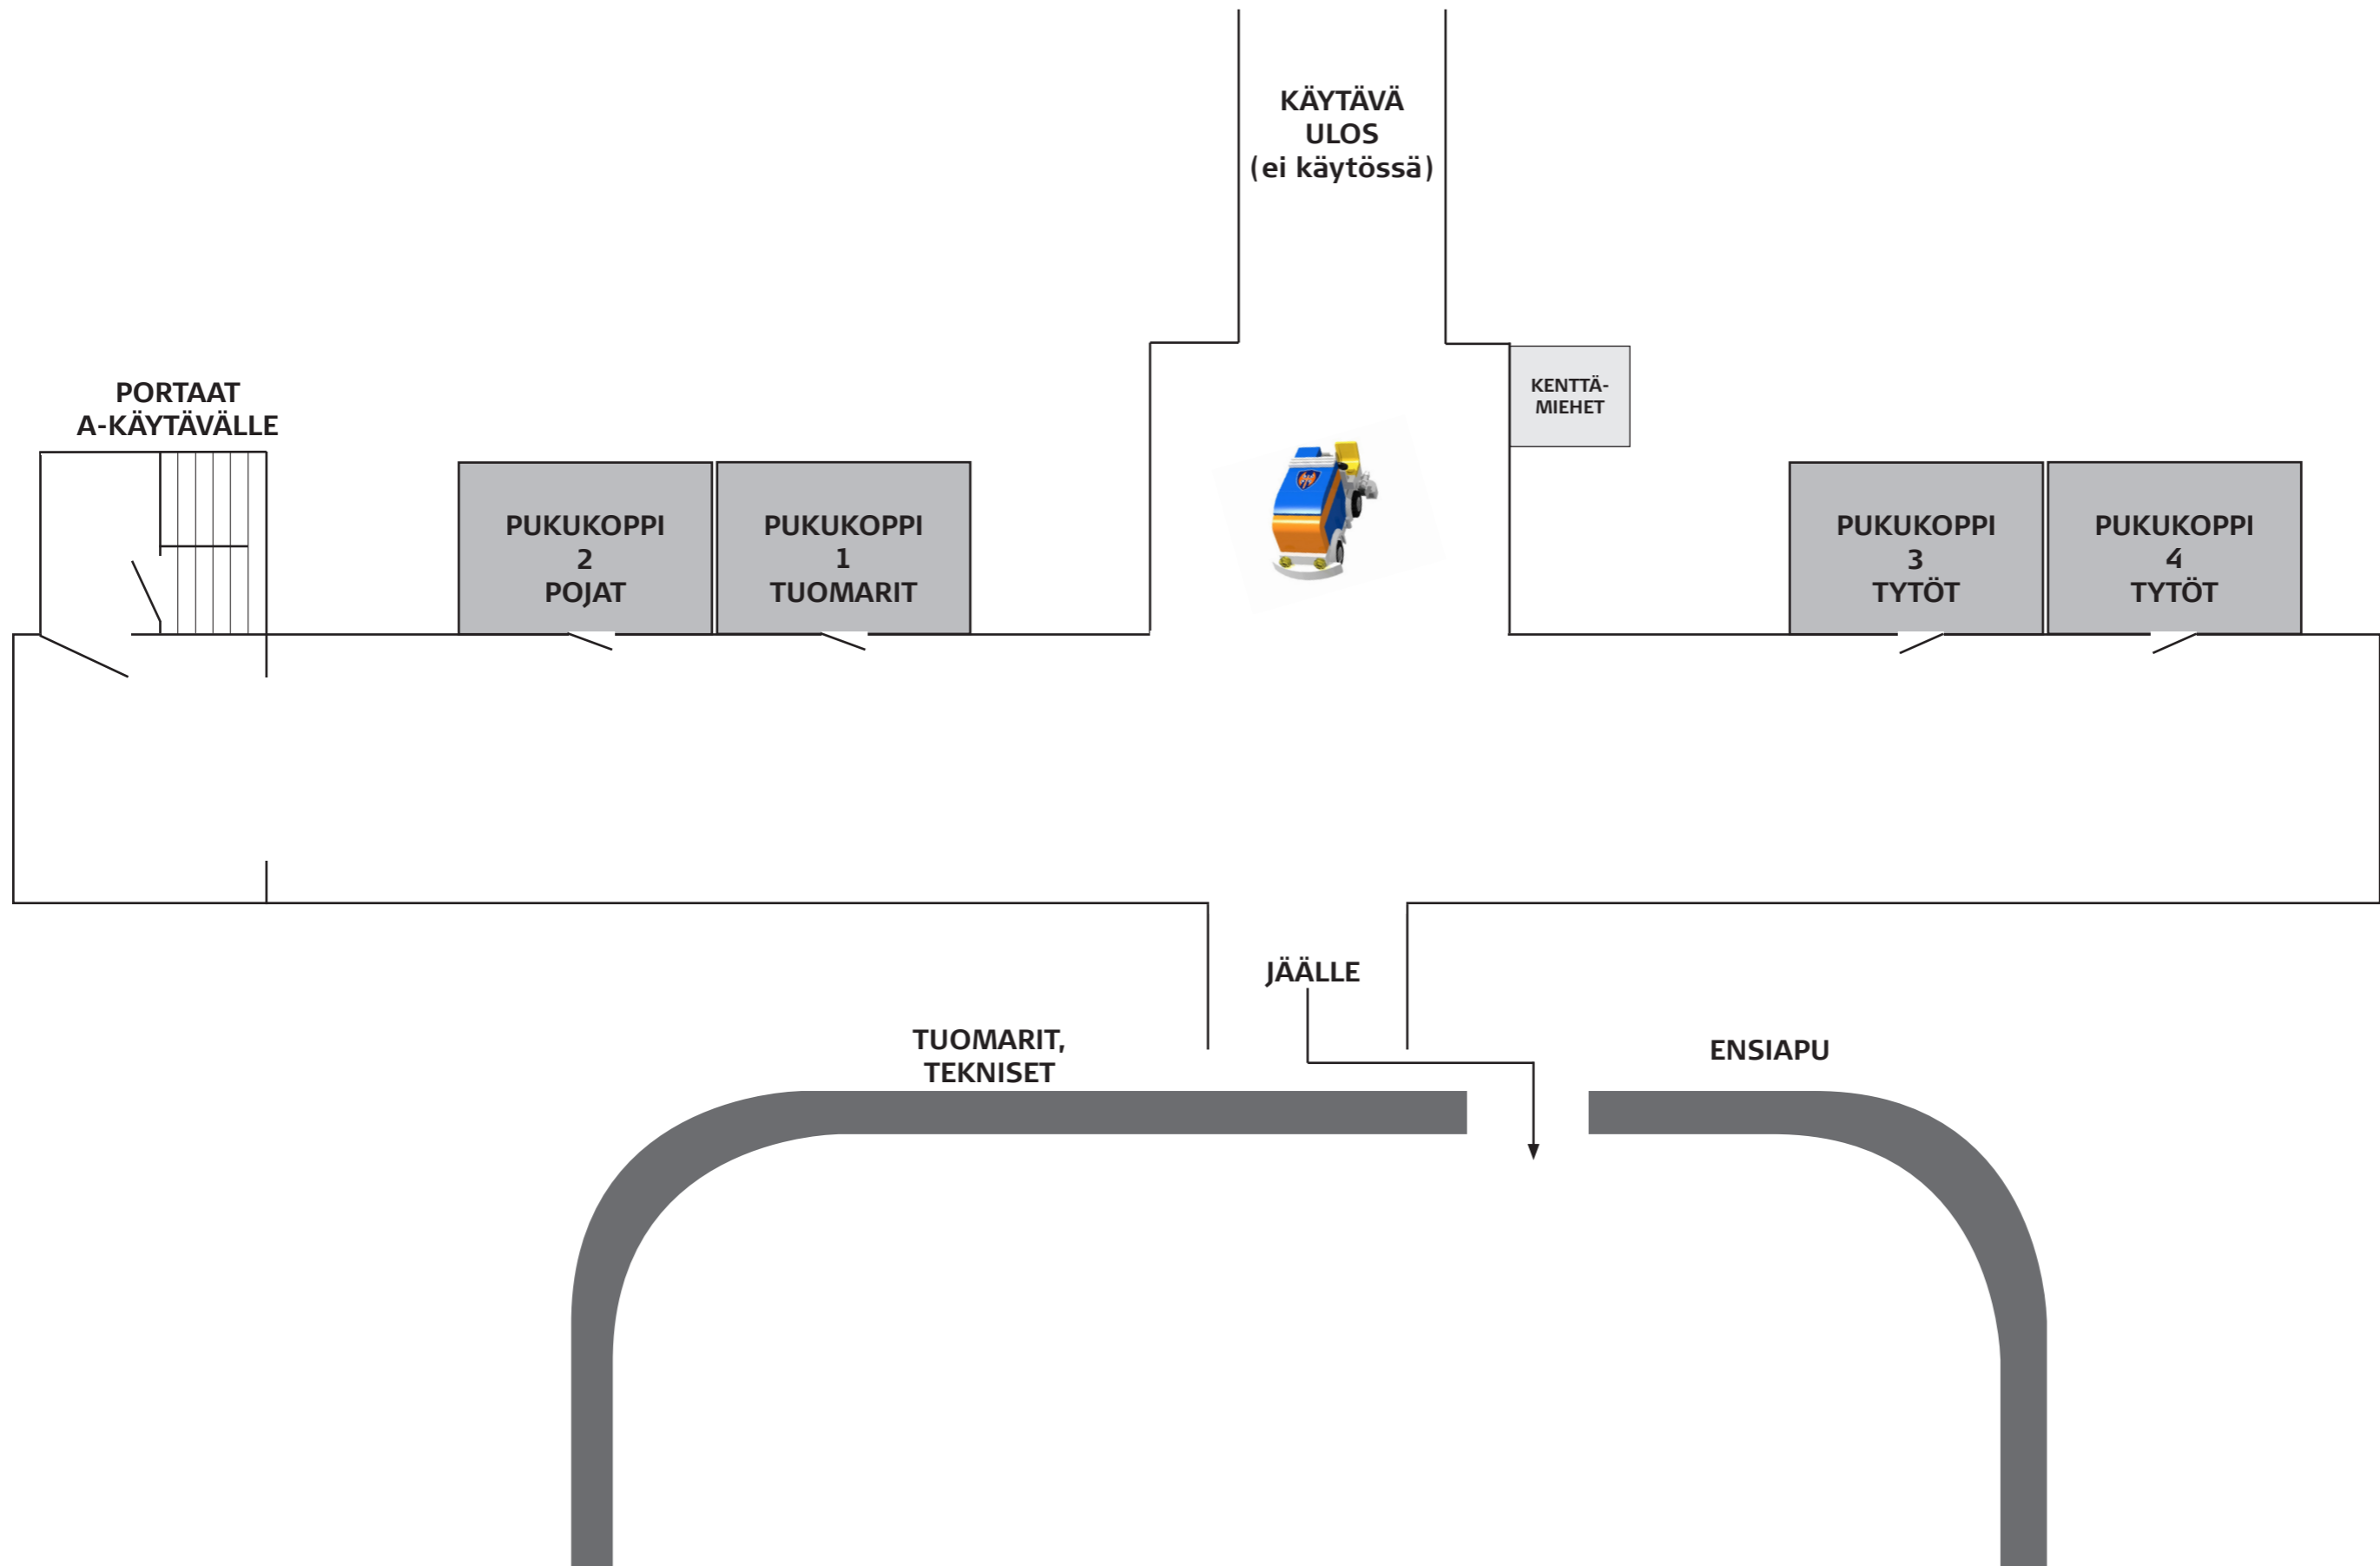 KÄYTÄVÄ
ULOS
(ei käytössä)
KENTTÄ-
MIEHET
PORTAAT
A-KÄYTÄVÄLLE
PUKUKOPPI
2
POJAT
PUKUKOPPI
1
TUOMARIT
PUKUKOPPI
3
TYTÖT
PUKUKOPPI
4
TYTÖT
JÄÄLLE
TUOMARIT,
TEKNISET
ENSIAPU